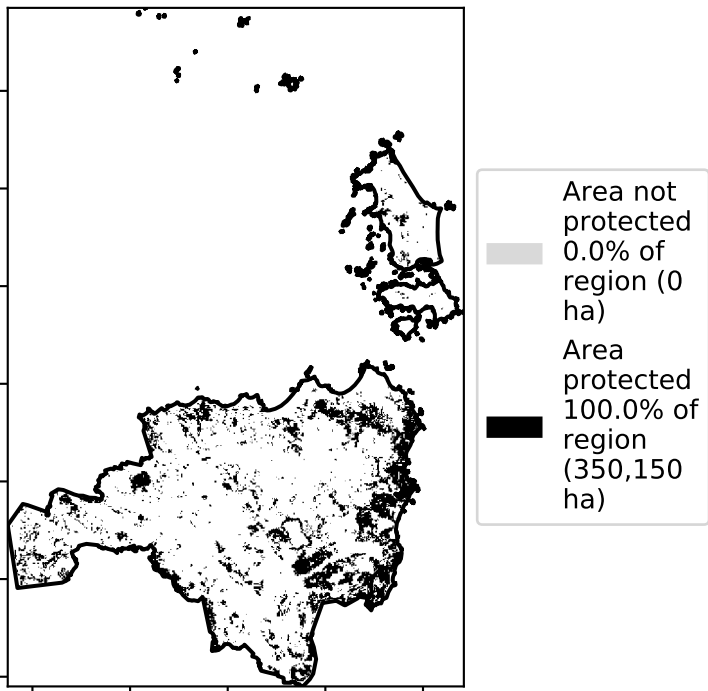 Area not
protected
0.0% of
region (0
ha)
Area
protected
100.0% of
region
(350,150
ha)